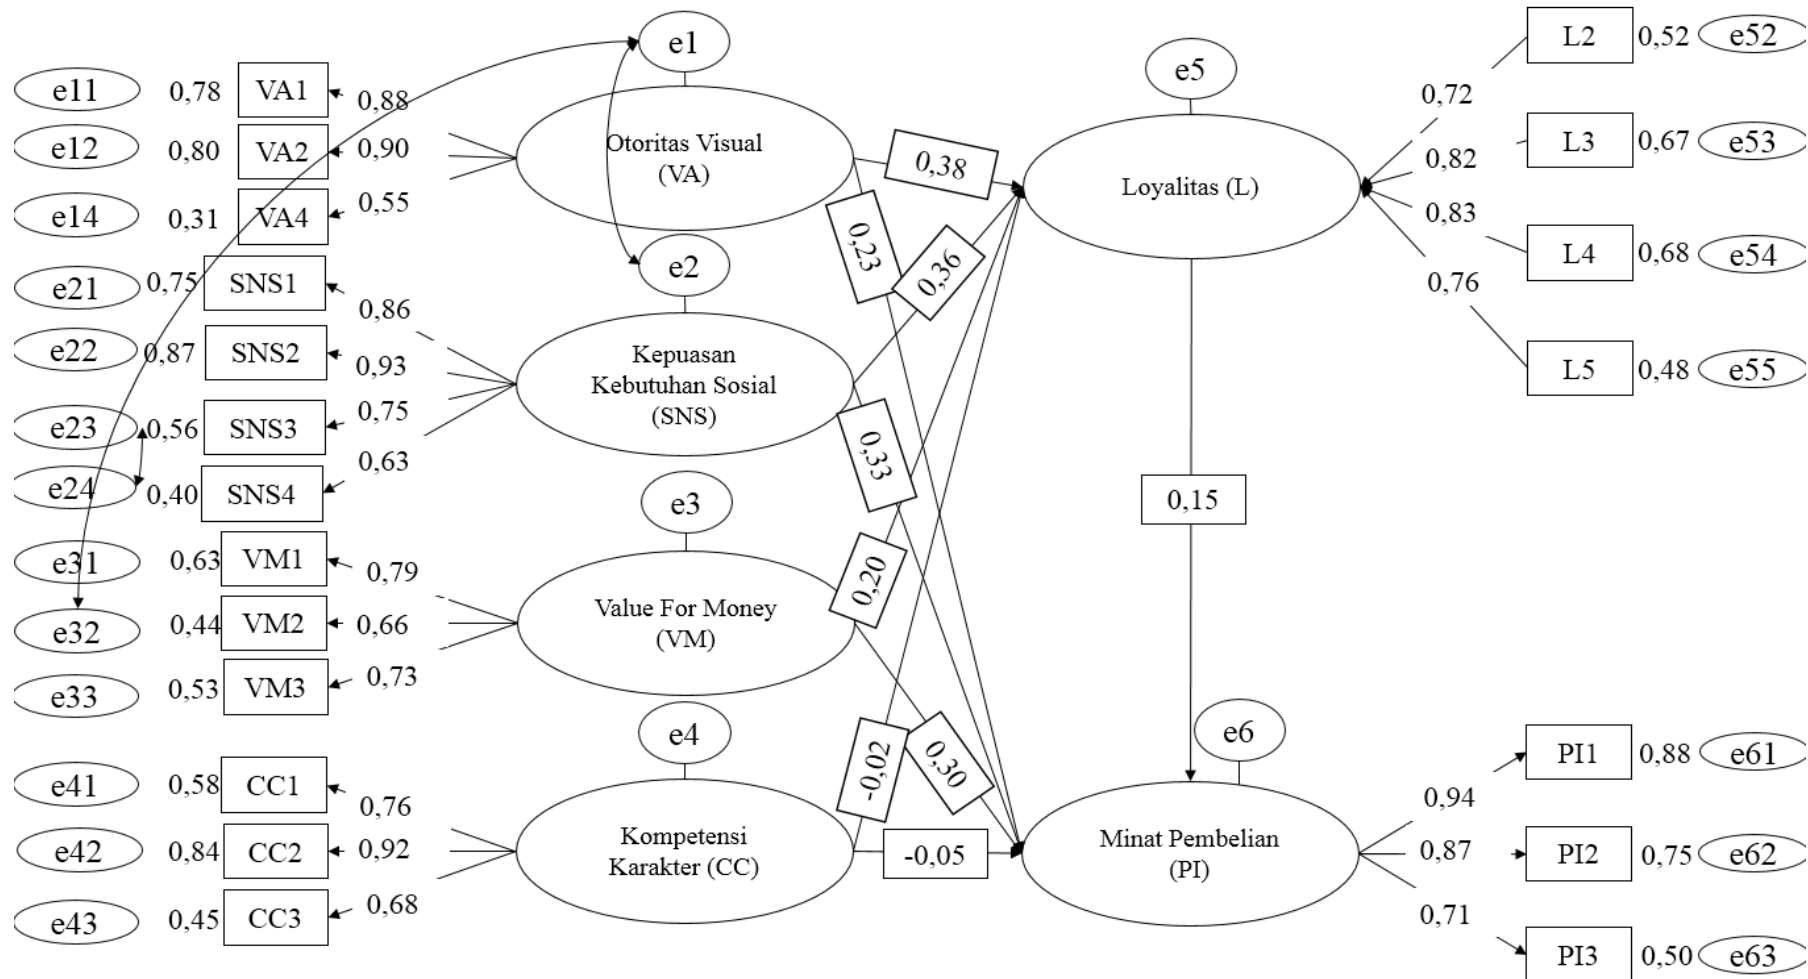 e1
e11 0,78 VA1 0,88
e12 0,80 VA2 0,90
e14 0,31 VA4 0,55
Otoritas Visual
(VA)
e2
e21 0,75 SNS1 0,86
e22 0,87 SNS2 0,93
e23 0,56 SNS3 0,75
e24 0,40 SNS4 0,63
Kepuasan
Kebutuhan Sosial
(SNS)
e3
e31 0,63 VM1 0,79
e32 0,44 VM2 0,66
e33 0,53 VM3 0,73
Value For Money
(VM)
e4
e41 0,58 CC1 0,76
e42 0,84 CC2 0,92
e43 0,45 CC3 0,68
Kompetensi
Karakter (CC)
0,38
0,23
0,36
0,33
0,20
-0,02
0,30
-0,05
e5
Loyalitas (L)
0,15
e6
Minat Pembelian
(PI)
0,72 L2 0,52 e52
0,82 L3 0,67 e53
0,83 L4 0,68 e54
0,76 L5 0,48 e55
0,94 PI1 0,88 e61
0,87 PI2 0,75 e62
0,71 PI3 0,50 e63